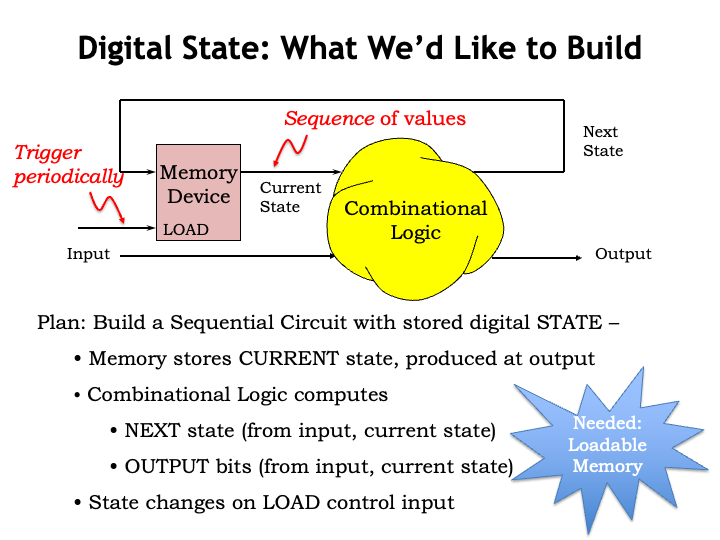 Digital State: What We’d Like to Build
Sequence of values
Next
State
Trigger
periodically
Memory
Device
LOAD
Current
State
Combinational
Logic
Input
Output
Plan: Build a Sequential Circuit with stored digital STATE –
• Memory stores CURRENT state, produced at output
• Combinational Logic computes
• NEXT state (from input, current state)
• OUTPUT bits (from input, current state)
• State changes on LOAD control input
Needed:
Loadable
Memory